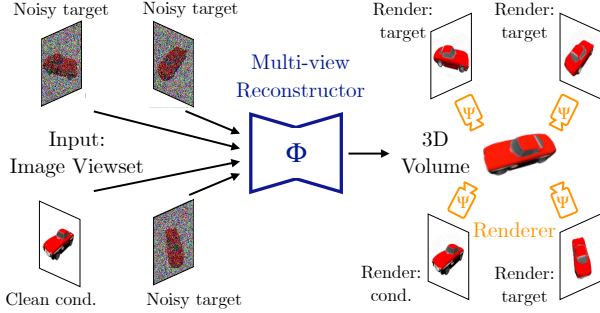 Noisy target
Noisy target
Render:
target
Render:
target
Multi-view
Reconstructor
Ψ
Ψ
Input:
Image Viewset
Φ
3D
Volume
Ψ
Ψ
Renderer
Clean cond.
Noisy target
Render:
cond.
Render:
target